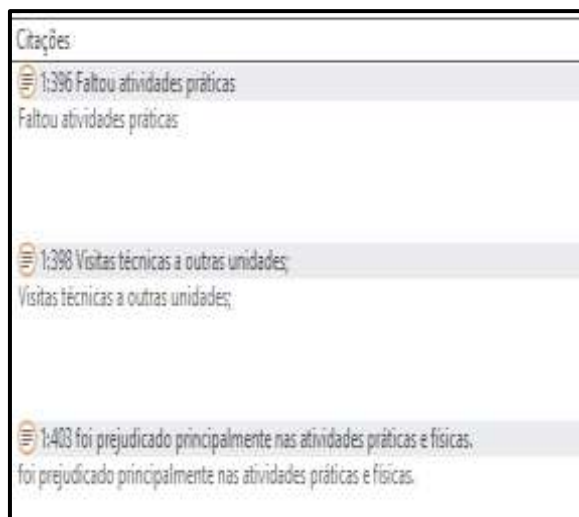 Citações
1:396 Faltou atividades práticas
Faltou atividades práticas
1:398 Visitas técnicas a outras unidades;
Visitas técnicas a outras unidades;
1:403 foi prejudicado principalmente nas atividades práticas e físicas.
foi prejudicado principalmente nas atividades práticas e físicas.